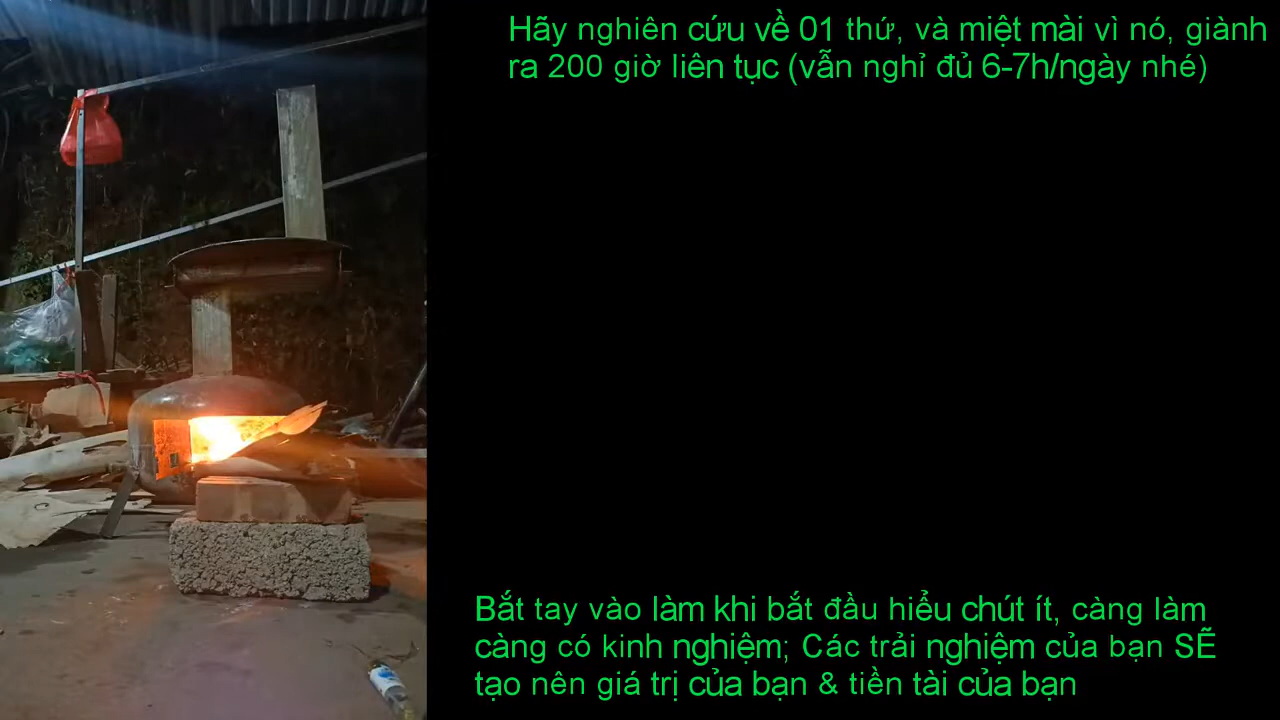 Hãy nghiên cứu về 01 thứ, và miệt mài vì nó, giành
ra 200 giờ liên tục (vẫn nghỉ đủ 6-7h/ngày nhé)
Bắt tay vào làm khi bắt đầu hiểu chút ít, càng làm
càng có kinh nghiệm; Các trải nghiệm của bạn SẼ
tạo nên giá trị của bạn & tiền tài của bạn